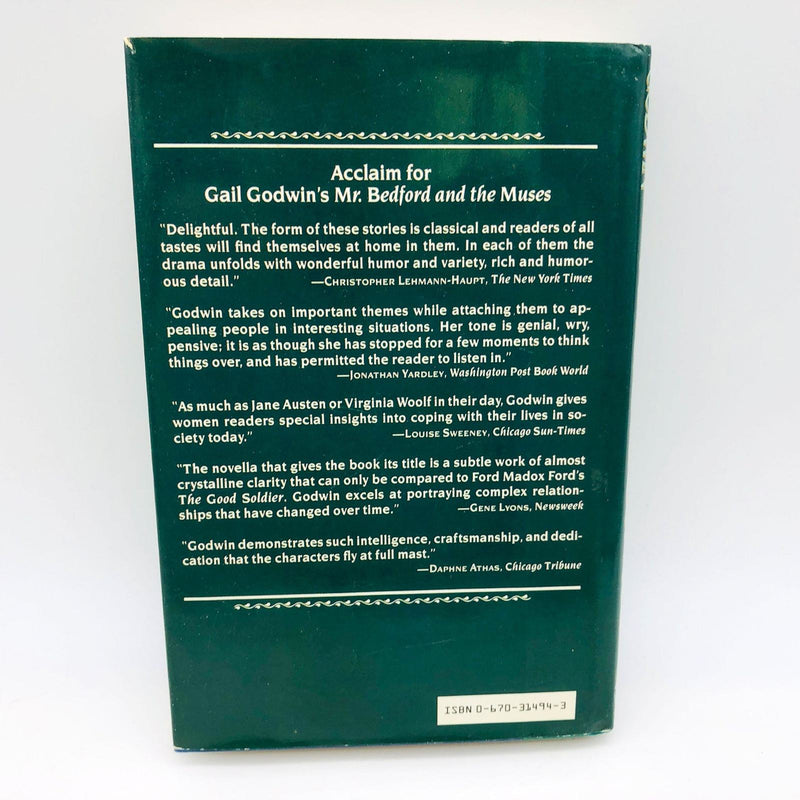 Acclaim for
Gail Godwin's Mr. Bedford and the Muses
"Delightful. The form of these stories is classical and readers of all
tastes will find themselves at home in them. In each of them the
drama unfolds with wonderful humor and variety, rich and humor-
ous detail." —Christopher Lehmann-Haupt, The New York Times
"Godwin takes on important themes while attaching them to ap-
pealing people in interesting situations. Her tone is genial, wry,
pensive; it is as though she has stopped for a few moments to think
things over, and has permitted the reader to listen in."
—Jonathan Yardley, Washington Post Book World
"As much as Jane Austen or Virginia Woolf in their day, Godwin gives
women readers special insights into coping with their lives in so-
ciety today." —Louise Sweeney, Chicago Sun-Times
"The novella that gives the book its title is a subtle work of almost
crystalline clarity that can only be compared to Ford Madox Ford's
The Good Soldier. Godwin excels at portraying complex relation-
ships that have changed over time." —Gene Lyons, Newsweek
"Godwin demonstrates such intelligence, craftsmanship, and dedi-
cation that the characters fly at full mast."
—Daphne Athas, Chicago Tribune
ISBN 0-670-31494-3